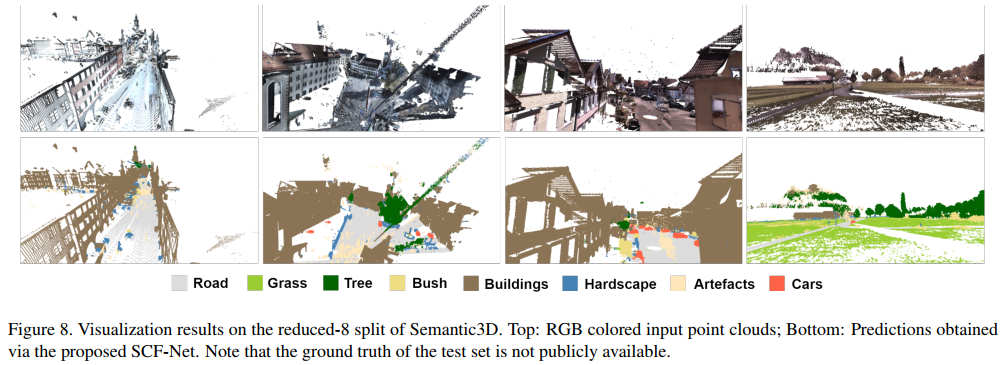 Road Grass Tree Bush Buildings Hardscape Artefacts Cars
Figure 8. Visualization results on the reduced-8 split of Semantic3D. Top: RGB colored input point clouds; Bottom: Predictions obtained
via the proposed SCF-Net. Note that the ground truth of the test set is not publicly available.